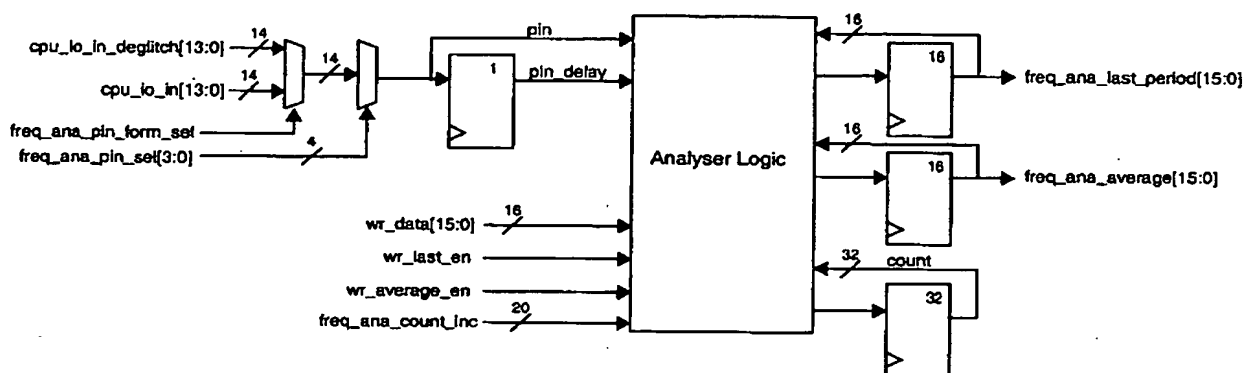 cpu_io_in_deglitch[13:0]
14
cpu_io_in[13:0]
14
14
freq_ana_pin_form_sel
freq_ana_pin_sel[3:0]
4
1
pin
pin_delay
Analyser Logic
wr_data[15:0]
16
wr_last_en
wr_average_en
freq_ana_count_inc
20
16
16
freq_ana_last_period[15:0]
16
16
freq_ana_average[15:0]
32
count
32